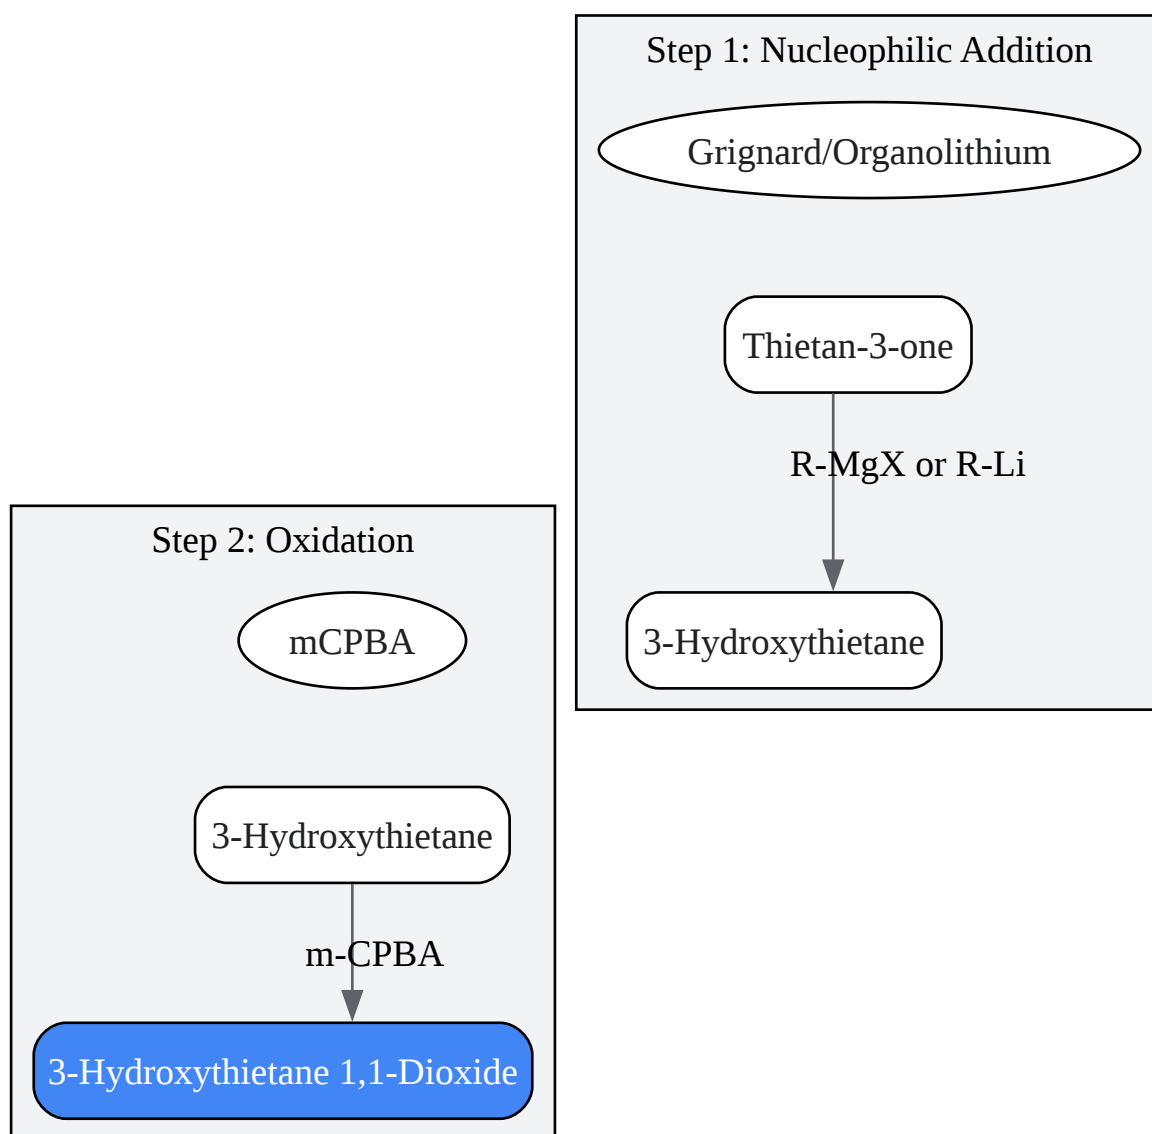 Step 1: Nucleophilic Addition
Grignard/Organolithium
Thietan-3-one
R-MgX or R-Li
3-Hydroxythietane
Step 2: Oxidation
mCPBA
3-Hydroxythietane
m-CPBA
3-Hydroxythietane 1,1-Dioxide